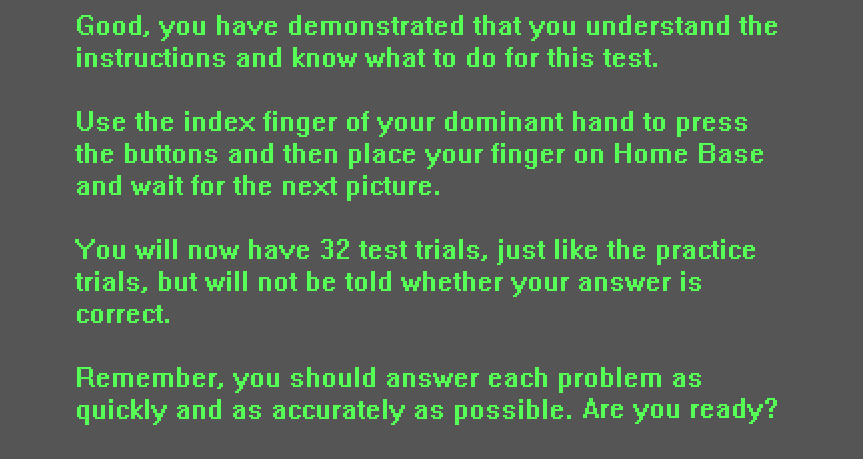 Good, you have demonstrated that you understand the
instructions and know what to do for this test.
Use the index finger of your dominant hand to press
the buttons and then place your finger on Home Base
and wait for the next picture.
You will now have 32 test trials, just like the practice
trials, but will not be told whether your answer is
correct.
Remember, you should answer each problem as
quickly and as accurately as possible. Are you ready?